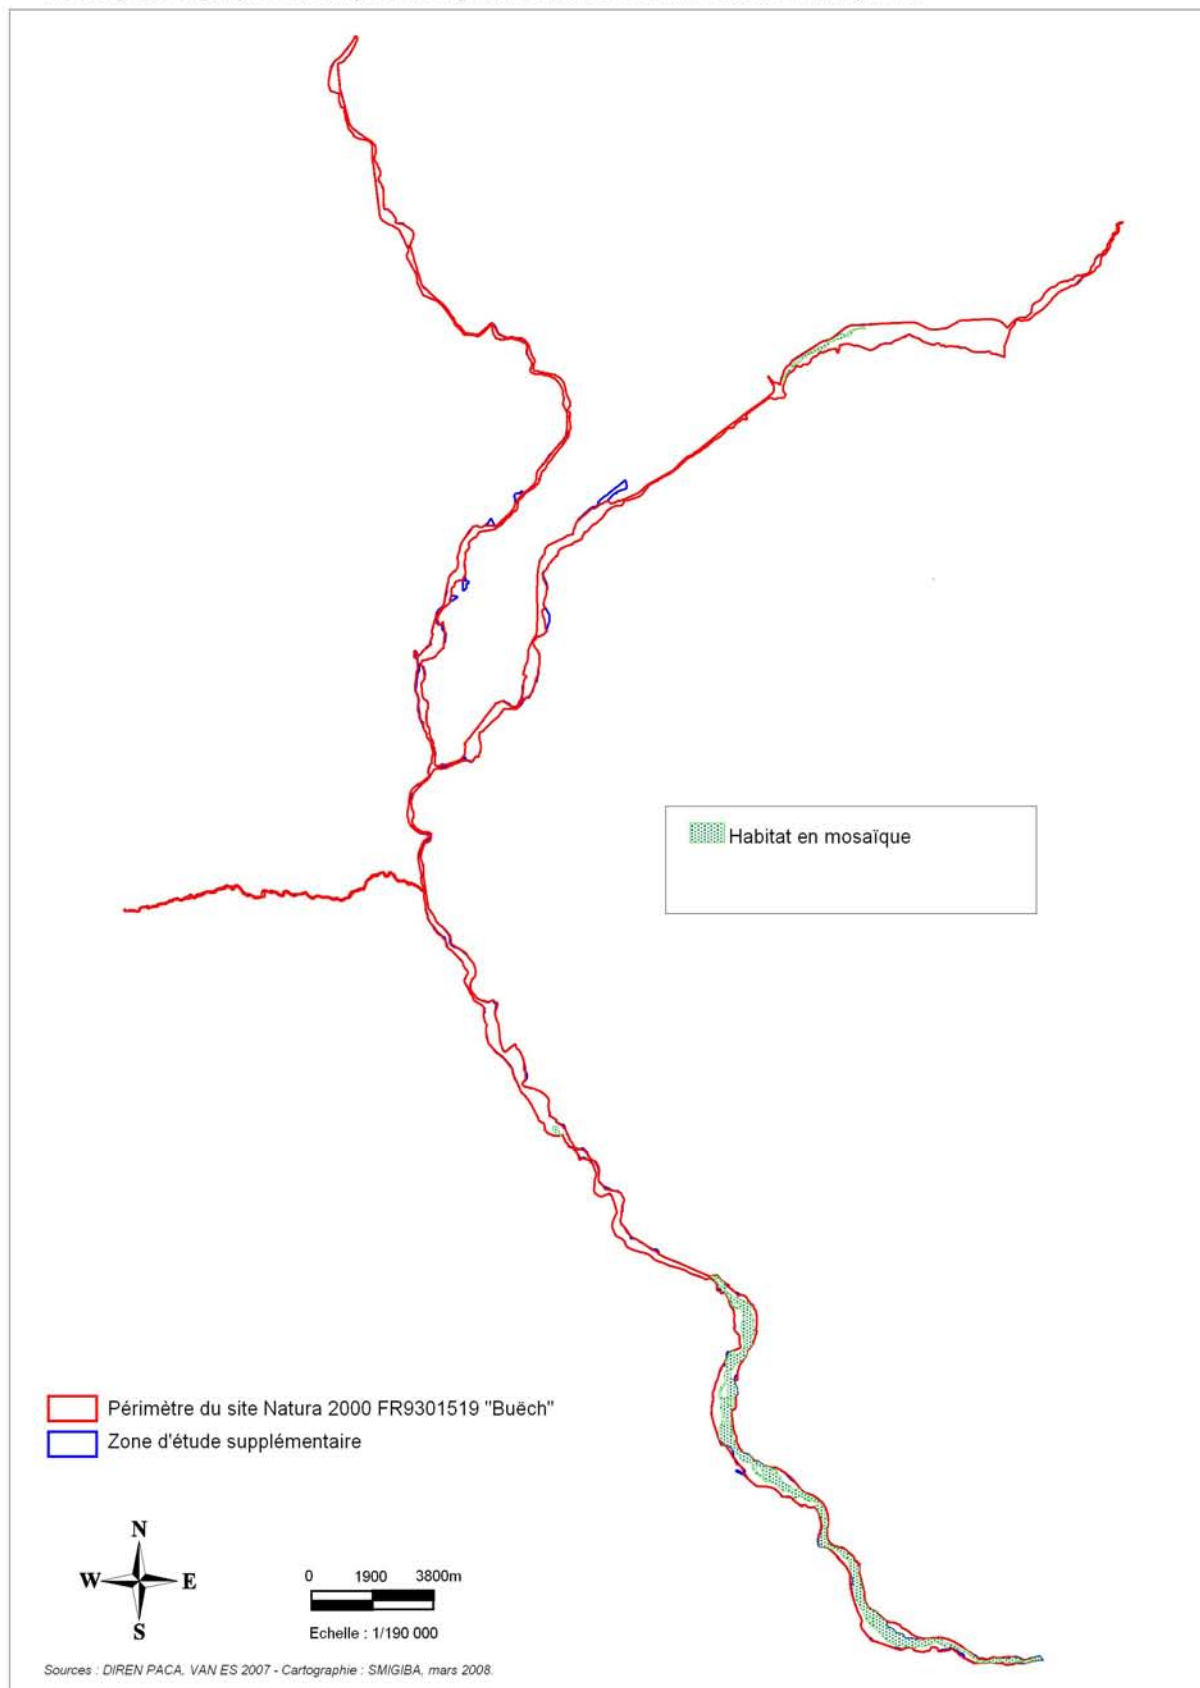 Habitat en mosaïque
Périmètre du site Natura 2000 FR9301519 "Buëch"
Zone d'étude supplémentaire
N
W E
S
0 1900 3800m
Echelle : 1/190 000
Sources : DIREN PACA, VAN ES 2007 - Cartographie : SMIGIBA, mars 2008.